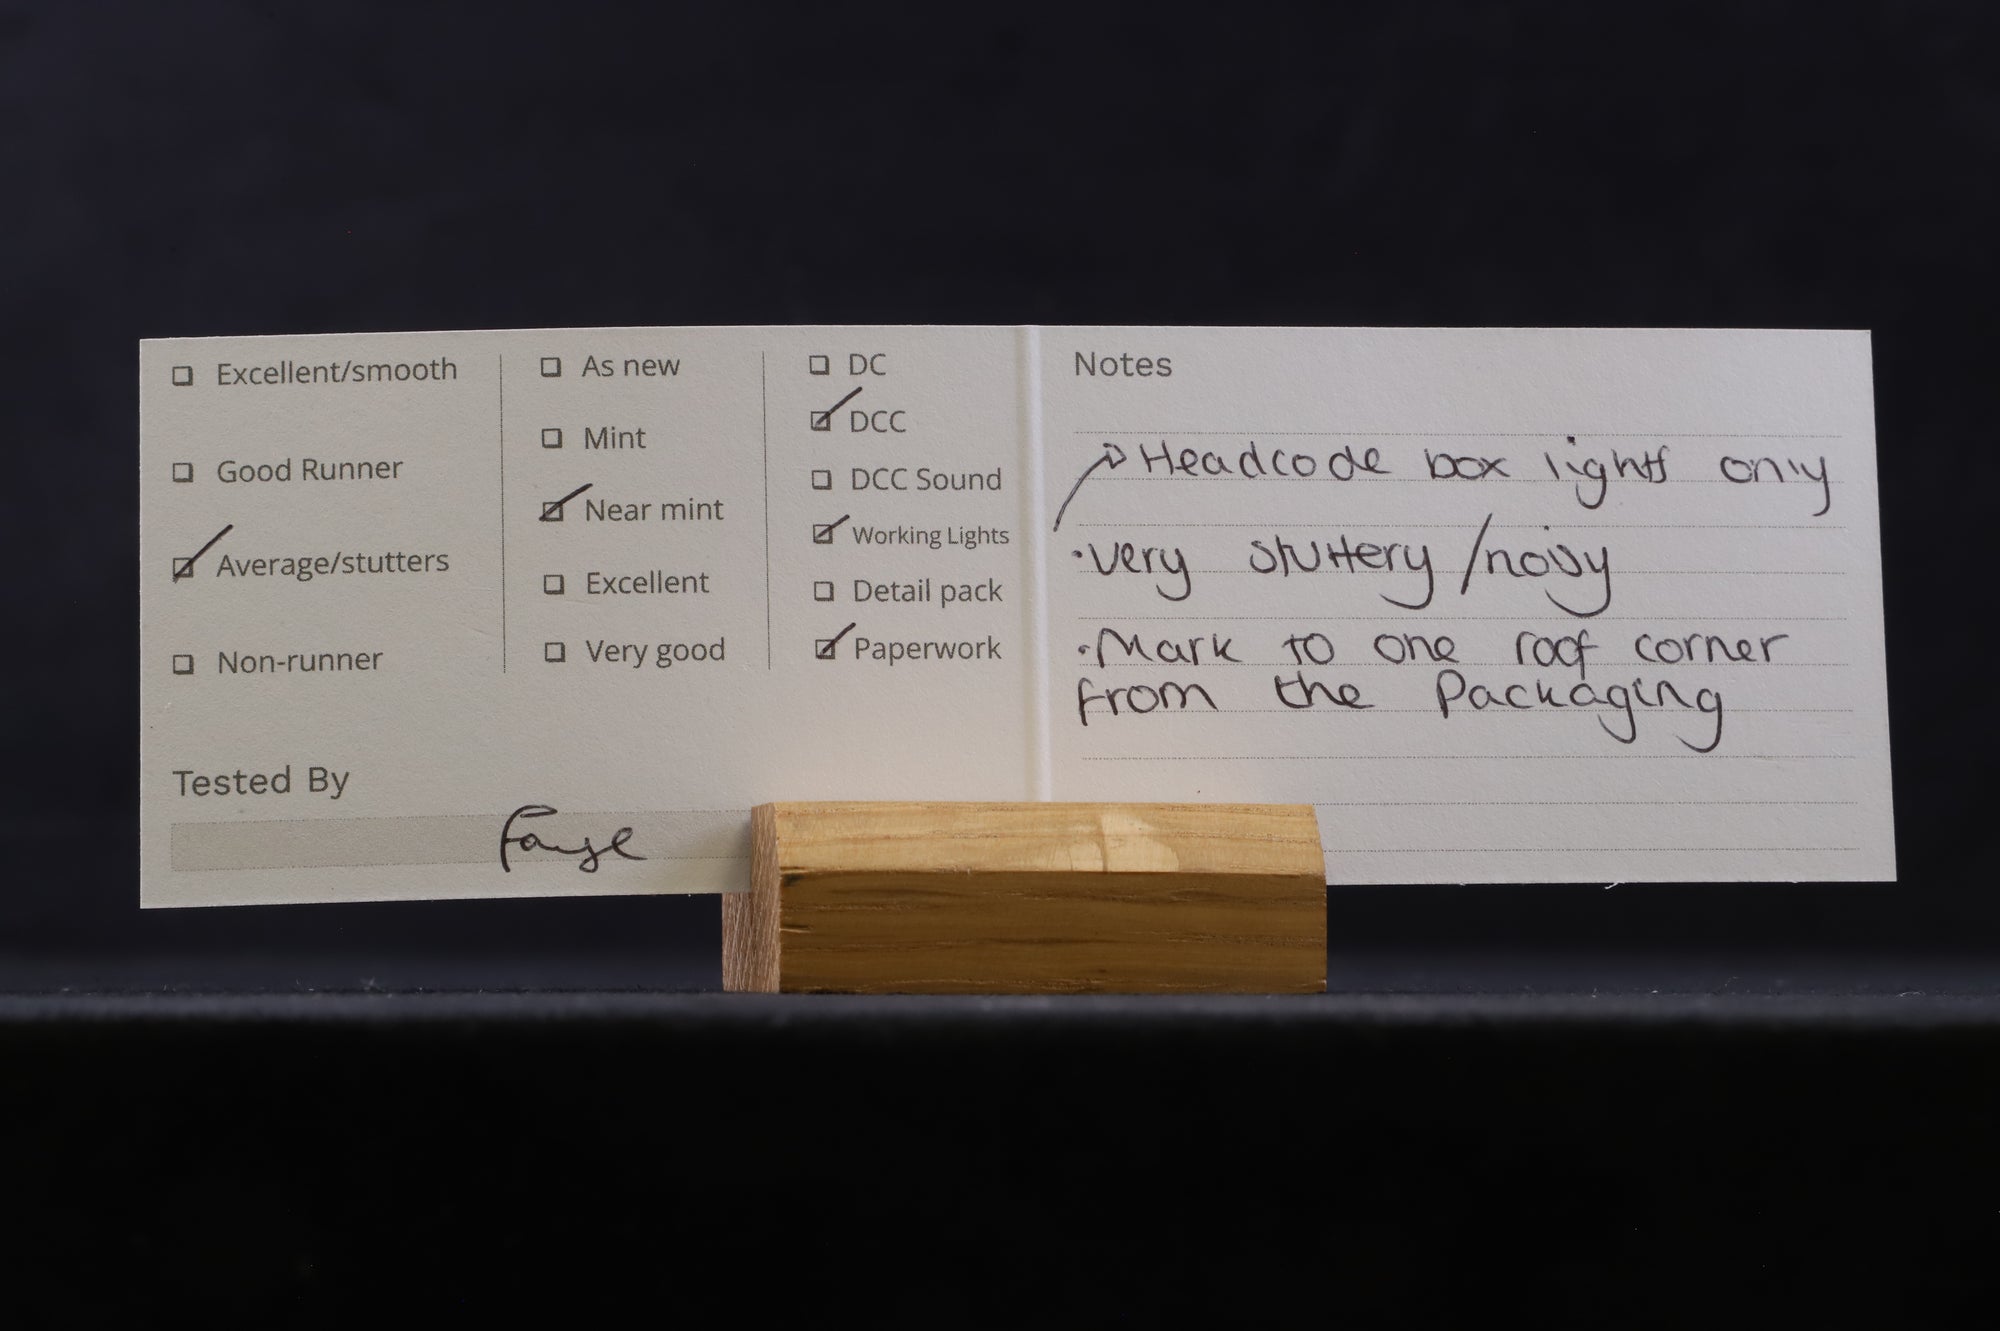 Excellent/smooth
Good Runner
Average/stutters
Non-runner
As new
Mint
Near mint
Excellent
Very good
DC
DCC
DCC Sound
Working Lights
Detail pack
Paperwork
Tested By
Faye
Notes
Headcode box lights only
·very stuttery/noisy
·Mark to one roof corner
from the Packaging